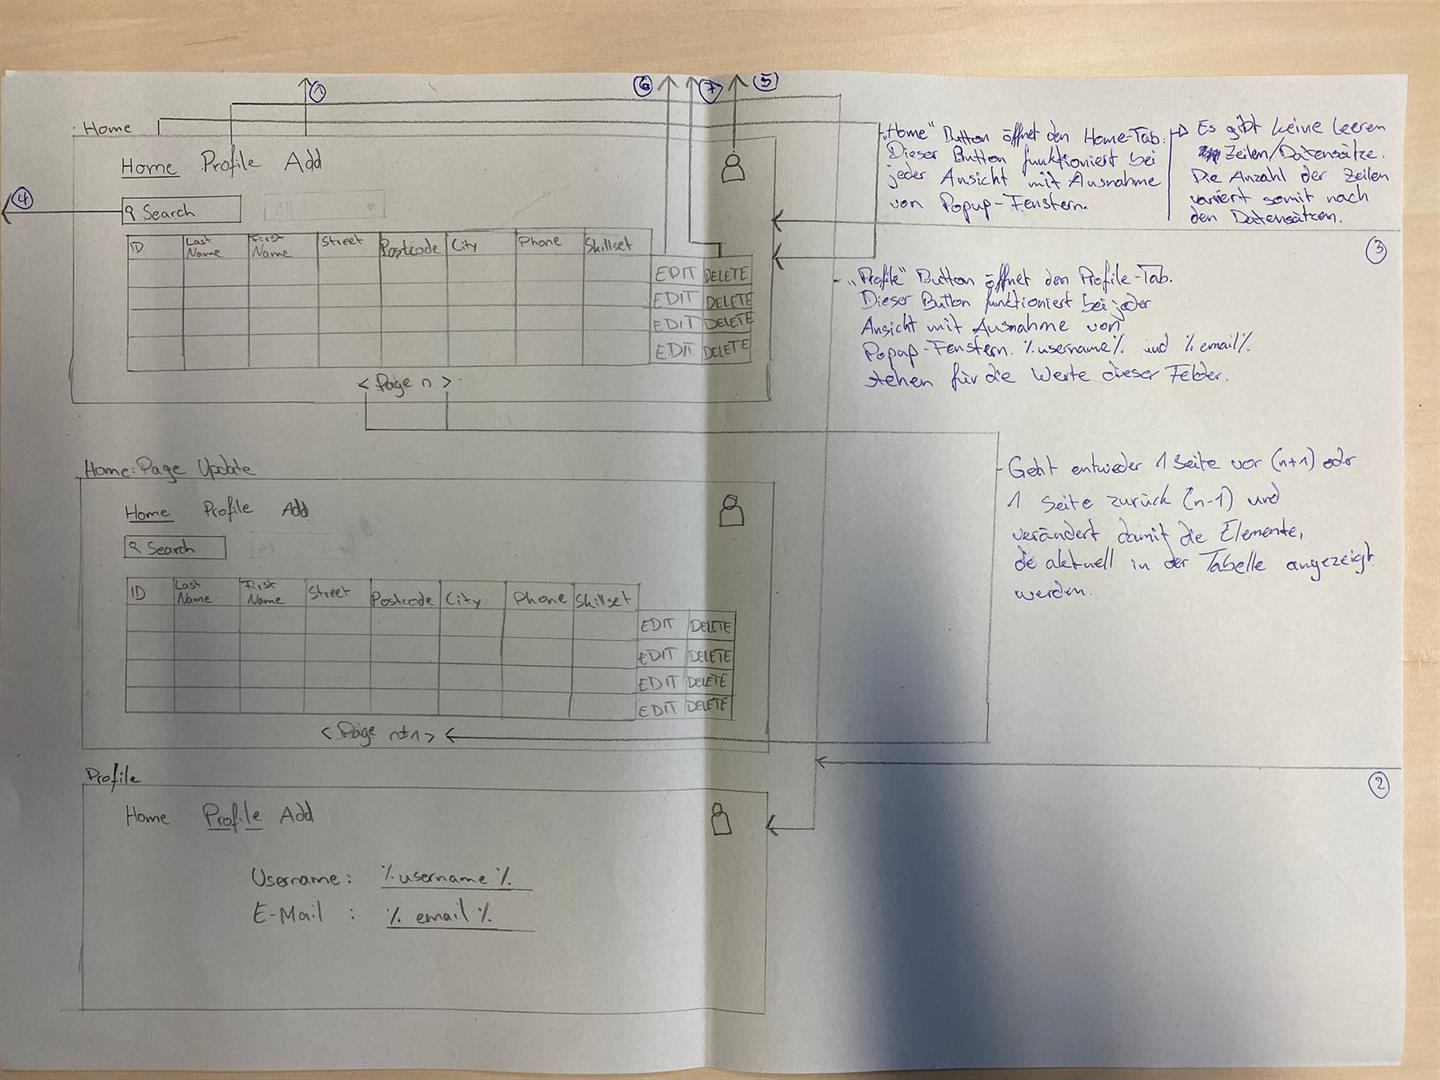 1
6
7
5
Home
Home Profile Add
4
Search
All
ID Last Name First Name Street Postcode City Phone Skillset
EDIT DELETE
EDIT DELETE
EDIT DELETE
EDIT DELETE
< Page n >
„Home“ Button öffnet den Home-Tab.
Dieser Button funktioniert bei
jeder Ansicht mit Ausnahme
von Popup-Fenstern.
Es gibt keine leeren
Zeilen/Datensätze.
Die Anzahl der Zeilen
variiert somit nach
den Datensätzen.
3
„Profile“ Button öffnet den Profile-Tab.
Dieser Button funktioniert bei jeder
Ansicht mit Ausnahme von
Popup-Fenstern. %username% und %email%
stehen für die Werte dieser Felder.
Home: Page Update
Home Profile Add
Search
All
ID Last Name First Name Street Postcode City Phone Skillset
EDIT DELETE
EDIT DELETE
EDIT DELETE
EDIT DELETE
< Page n±1 >
Geht entweder 1 Seite vor (n+1) oder
1 Seite zurück (n-1) und
verändert damit die Elemente,
die aktuell in der Tabelle angezeigt
werden.
2
Profile
Home Profile Add
Username: %username%
E-Mail : %email%